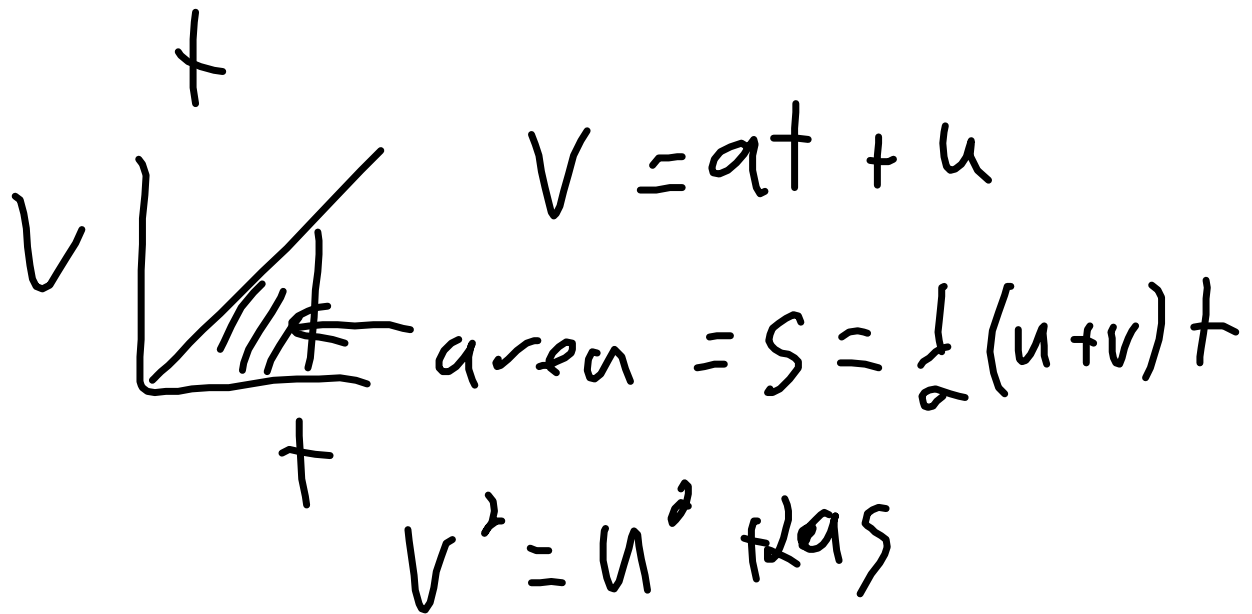 t
V = at + u
V
area = s = 1/2 (u+v) t
t
v² = u² + 2as